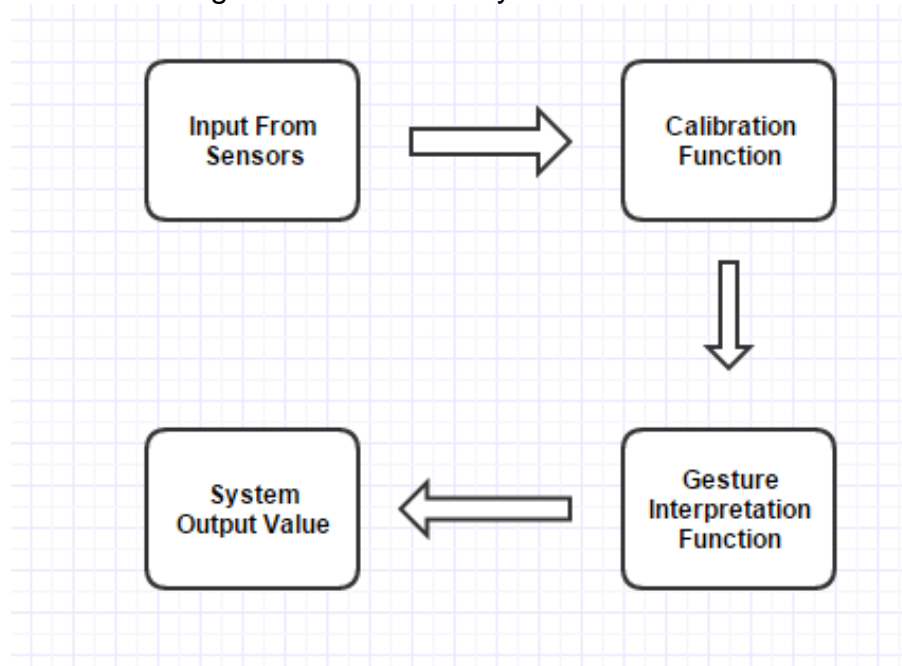 Input From
Sensors
Calibration
Function
Gesture
Interpretation
Function
System
Output Value